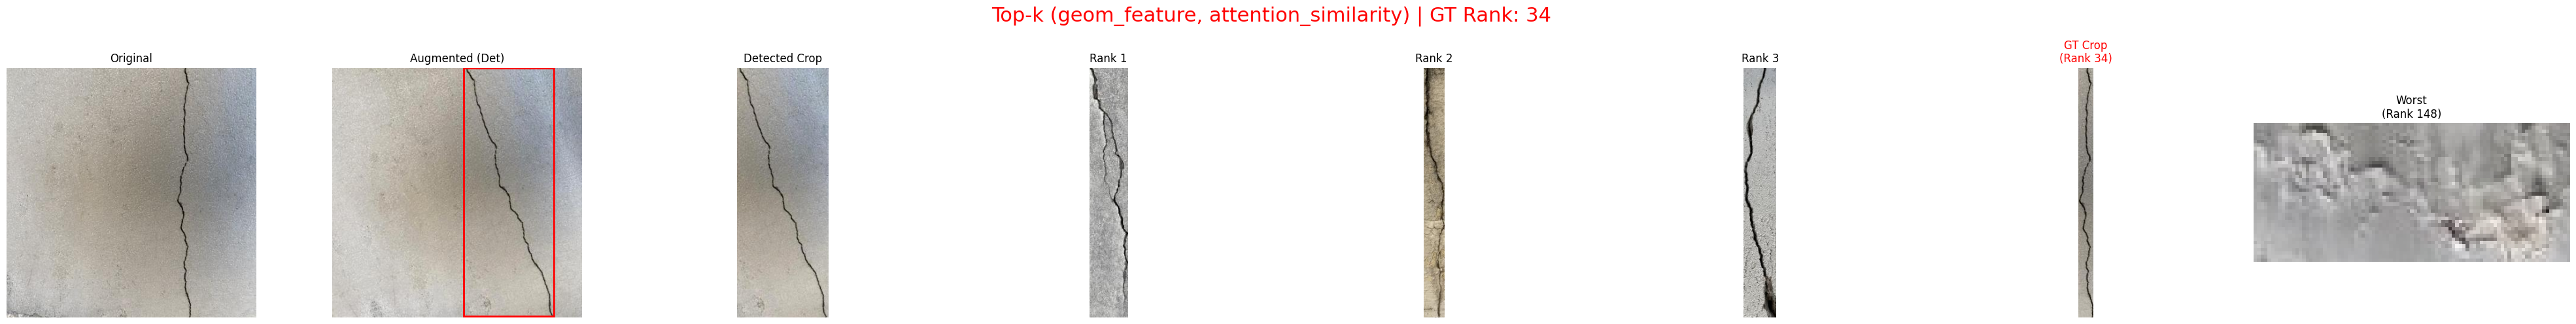 Top-k (geom_feature, attention_similarity) | GT Rank: 34
Original
Augmented (Det)
Detected Crop
Rank 1
Rank 2
Rank 3
GT Crop
(Rank 34)
Worst
(Rank 148)